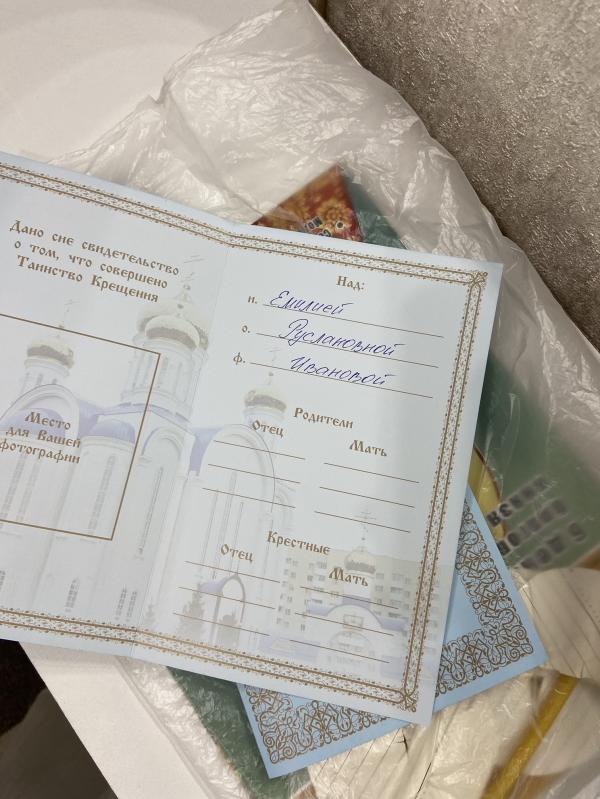 Дано сие свидетельство
о том, что совершено
Таинство Крещения
Место
для Вашей
фотографии
Над:
и. Емилией
о. Руслановной
ф. Ивановой
Родители
Отец Мать
Крестные
Отец Мать